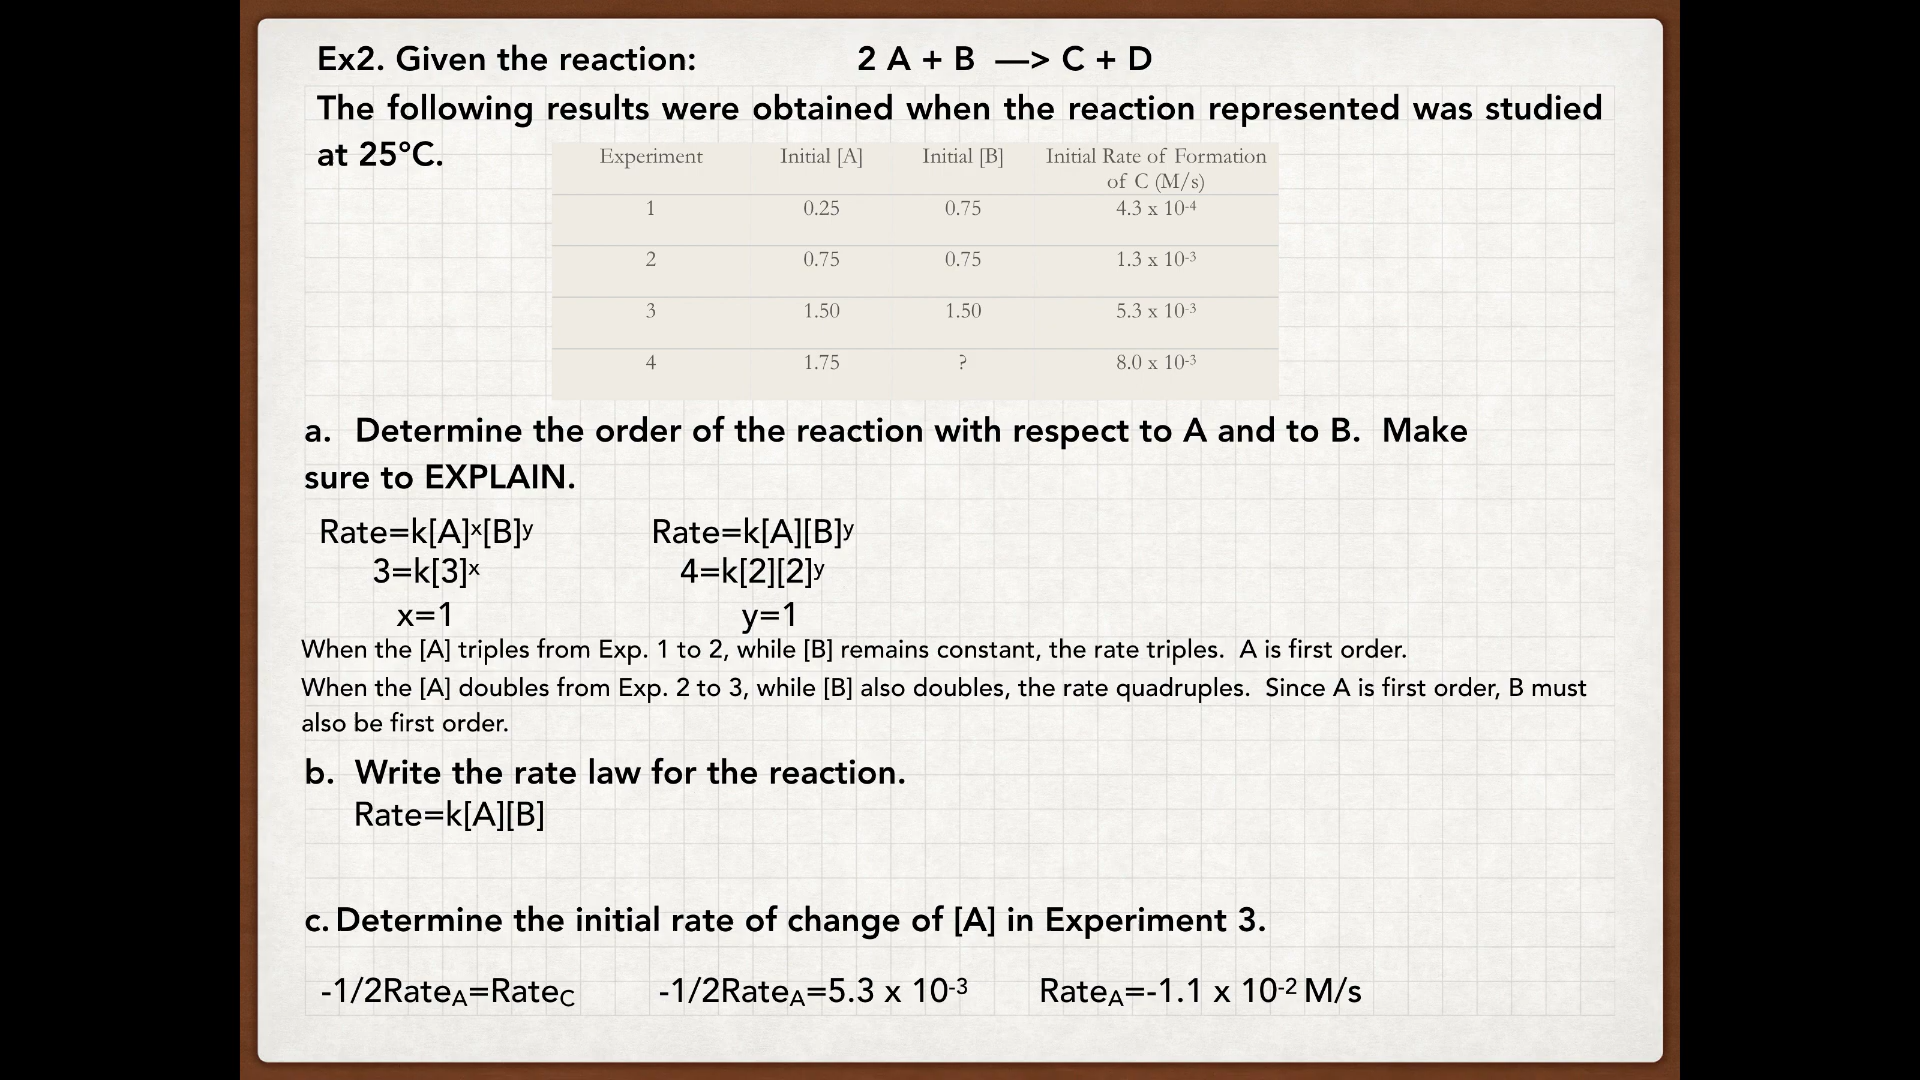 Ex2. Given the reaction: 2 A + B —> C + D
The following results were obtained when the reaction represented was studied
at 25°C.
Experiment Initial [A] Initial [B] Initial Rate of Formation
of C (M/s)
1 0.25 0.75 4.3 x 10⁻⁴
2 0.75 0.75 1.3 x 10⁻³
3 1.50 1.50 5.3 x 10⁻³
4 1.75 ? 8.0 x 10⁻³
a. Determine the order of the reaction with respect to A and to B. Make
sure to EXPLAIN.
Rate=k[A]ˣ[B]ʸ Rate=k[A][B]ʸ
3=k[3]ˣ 4=k[2][2]ʸ
x=1 y=1
When the [A] triples from Exp. 1 to 2, while [B] remains constant, the rate triples. A is first order.
When the [A] doubles from Exp. 2 to 3, while [B] also doubles, the rate quadruples. Since A is first order, B must
also be first order.
b. Write the rate law for the reaction.
Rate=k[A][B]
c. Determine the initial rate of change of [A] in Experiment 3.
-1/2Rate_A=Rate_C -1/2Rate_A=5.3 x 10⁻³ Rate_A=-1.1 x 10⁻² M/s